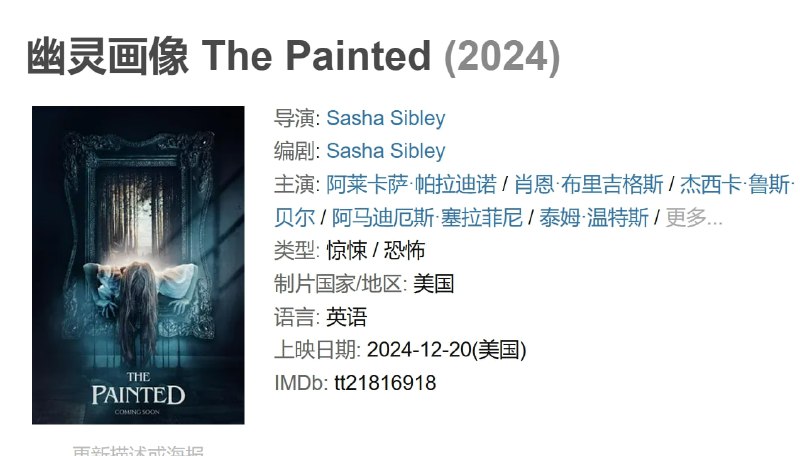 幽灵画像 The Painted (2024)
导演: Sasha Sibley
编剧: Sasha Sibley
主演: 阿莱卡萨·帕拉迪诺 / 肖恩·布里吉格斯 / 杰西卡·鲁斯·
贝尔 / 阿马迪厄斯·塞拉菲尼 / 泰姆·温特斯 / 更多...
类型: 惊悚 / 恐怖
制片国家/地区: 美国
语言: 英语
上映日期: 2024-12-20(美国)
IMDb: tt21816918
THE
PAINTED
COMING SOON
更新描述或海报